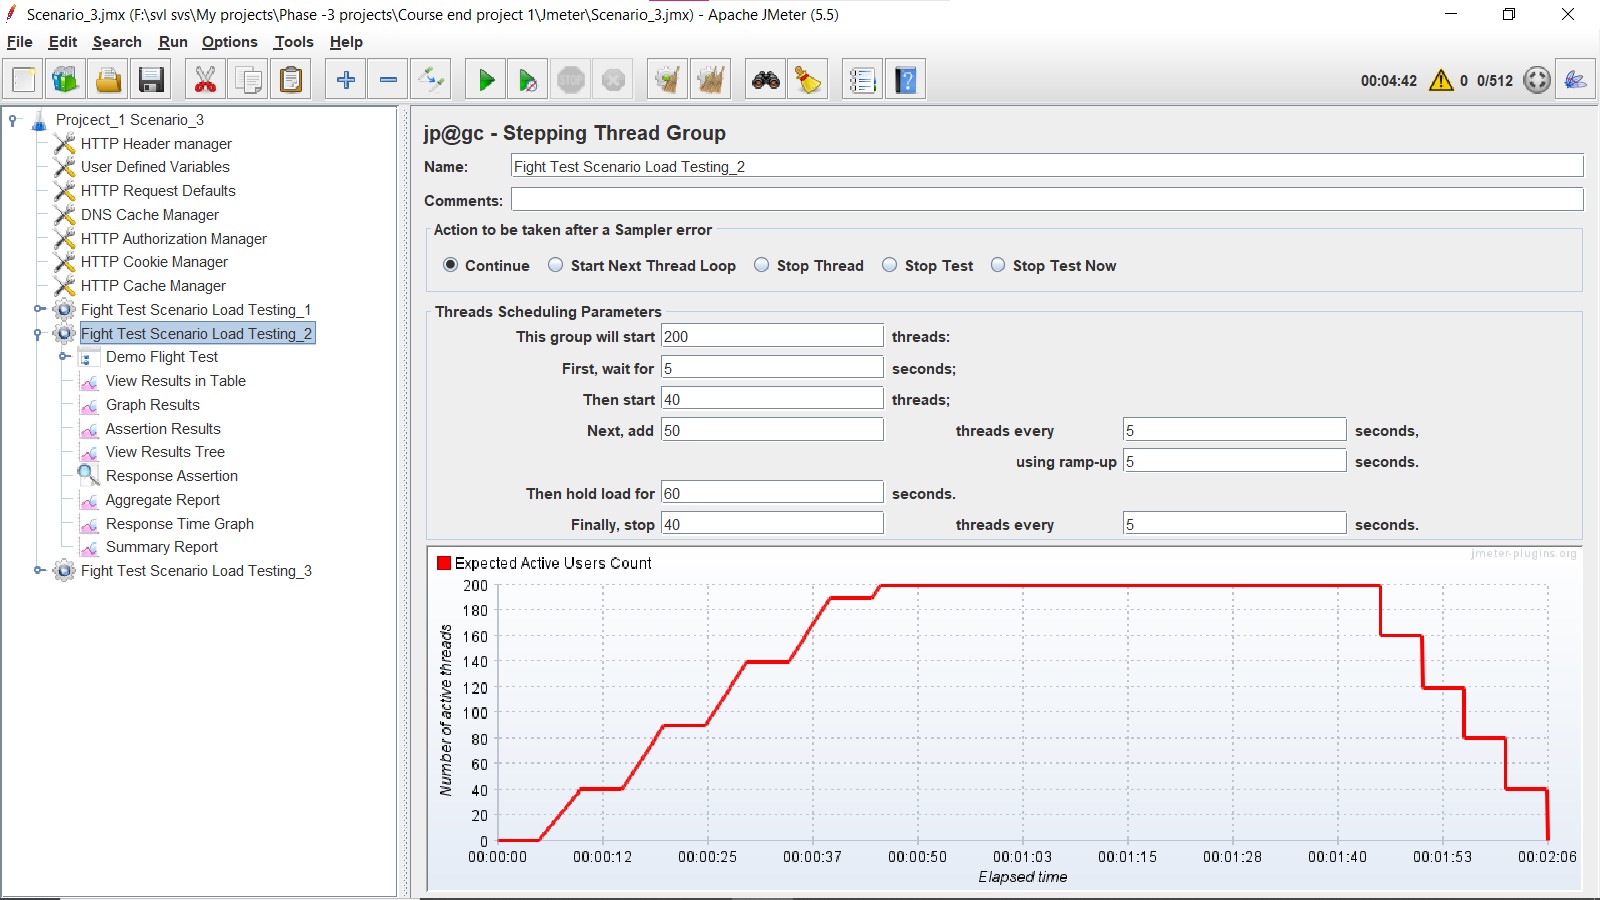 Scenario_3.jmx (F:\svl svs\My projects\Phase -3 projects\Course end project 1\Jmeter\Scenario_3.jmx) - Apache JMeter (5.5)
File Edit Search Run Options Tools Help
STOP 00:04:42 0 0/512
Projcect_1 Scenario_3
HTTP Header manager
User Defined Variables
HTTP Request Defaults
DNS Cache Manager
HTTP Authorization Manager
HTTP Cookie Manager
HTTP Cache Manager
Fight Test Scenario Load Testing_1
Fight Test Scenario Load Testing_2
Demo Flight Test
View Results in Table
Graph Results
Assertion Results
View Results Tree
Response Assertion
Aggregate Report
Response Time Graph
Summary Report
Fight Test Scenario Load Testing_3
jp@gc - Stepping Thread Group
Name: Fight Test Scenario Load Testing_2
Comments:
Action to be taken after a Sampler error
Continue Start Next Thread Loop Stop Thread Stop Test Stop Test Now
Threads Scheduling Parameters
This group will start 200 threads:
First, wait for 5 seconds;
Then start 40 threads;
Next, add 50 threads every 5 seconds,
using ramp-up 5 seconds.
Then hold load for 60 seconds.
Finally, stop 40 threads every 5 seconds.
jmeter-plugins.org
Expected Active Users Count
200
180
160
140
120
100
80
60
40
20
0
Number of active threads
00:00:00 00:00:12 00:00:25 00:00:37 00:00:50 00:01:03 00:01:15 00:01:28 00:01:40 00:01:53 00:02:06
Elapsed time